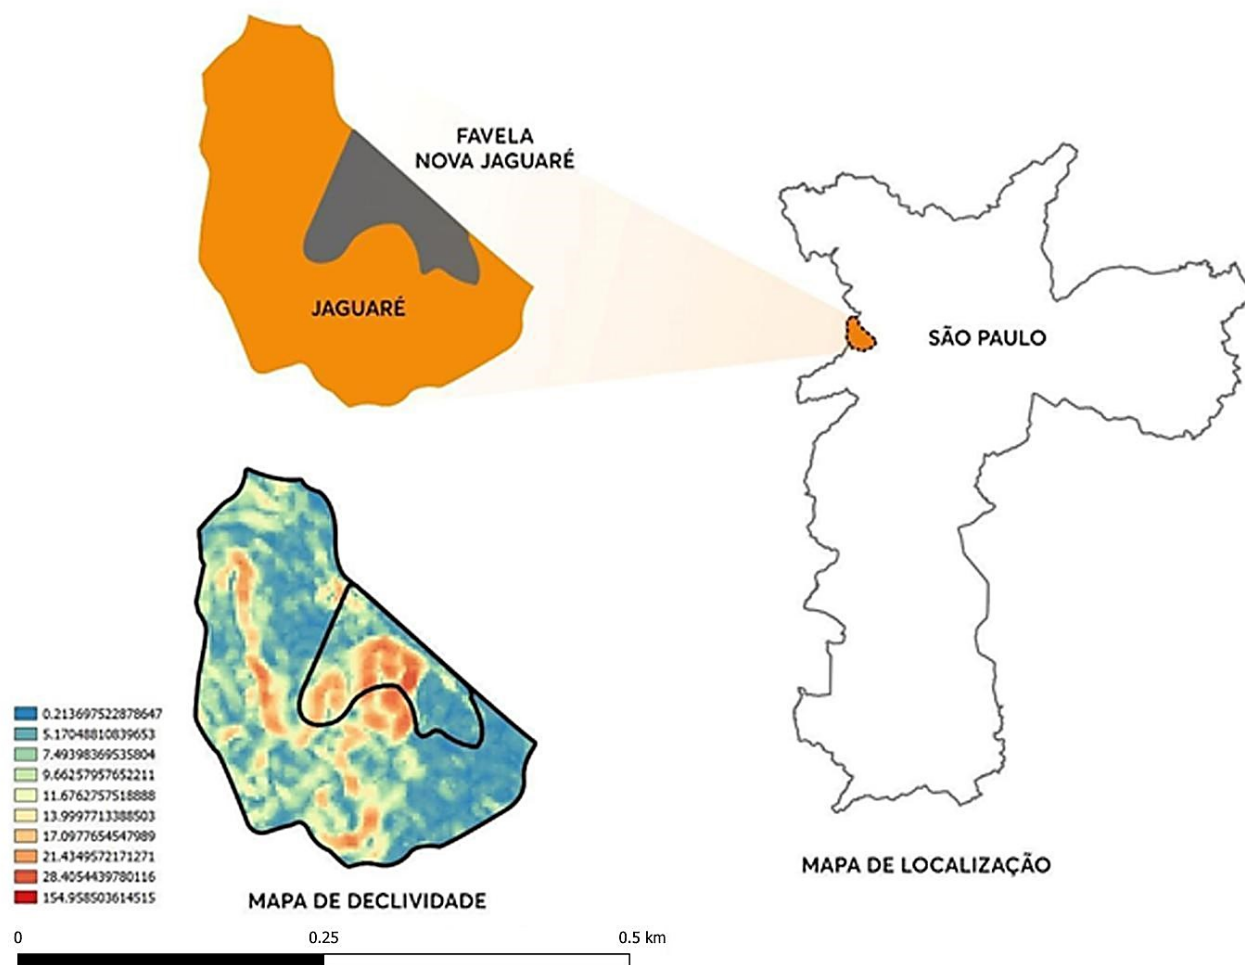 FAVELA
NOVA JAGUARÉ
JAGUARÉ
SÃO PAULO
0.213697522878647
5.17048810839653
7.49398369535804
9.66257957652211
11.6762757518888
13.9997713388503
17.0977654547989
21.4349572171271
28.4054439780116
154.958503614515
MAPA DE DECLIVIDADE
MAPA DE LOCALIZAÇÃO
0 0.25 0.5 km